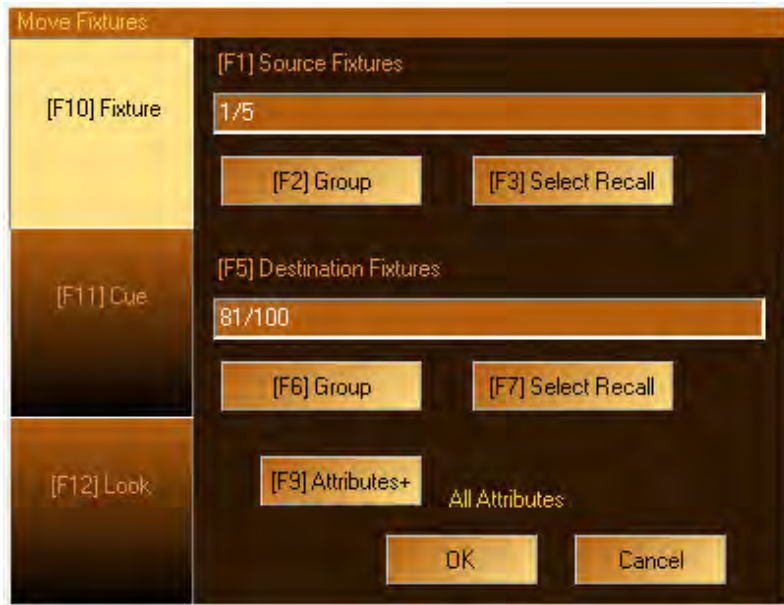 Move Fixtures
[F10] Fixture
[F1] Source Fixtures
1/5
[F2] Group
[F3] Select Recall
[F11] Cue
[F5] Destination Fixtures
81/100
[F6] Group
[F7] Select Recall
[F12] Look
[F9] Attributes+
All Attributes
OK
Cancel